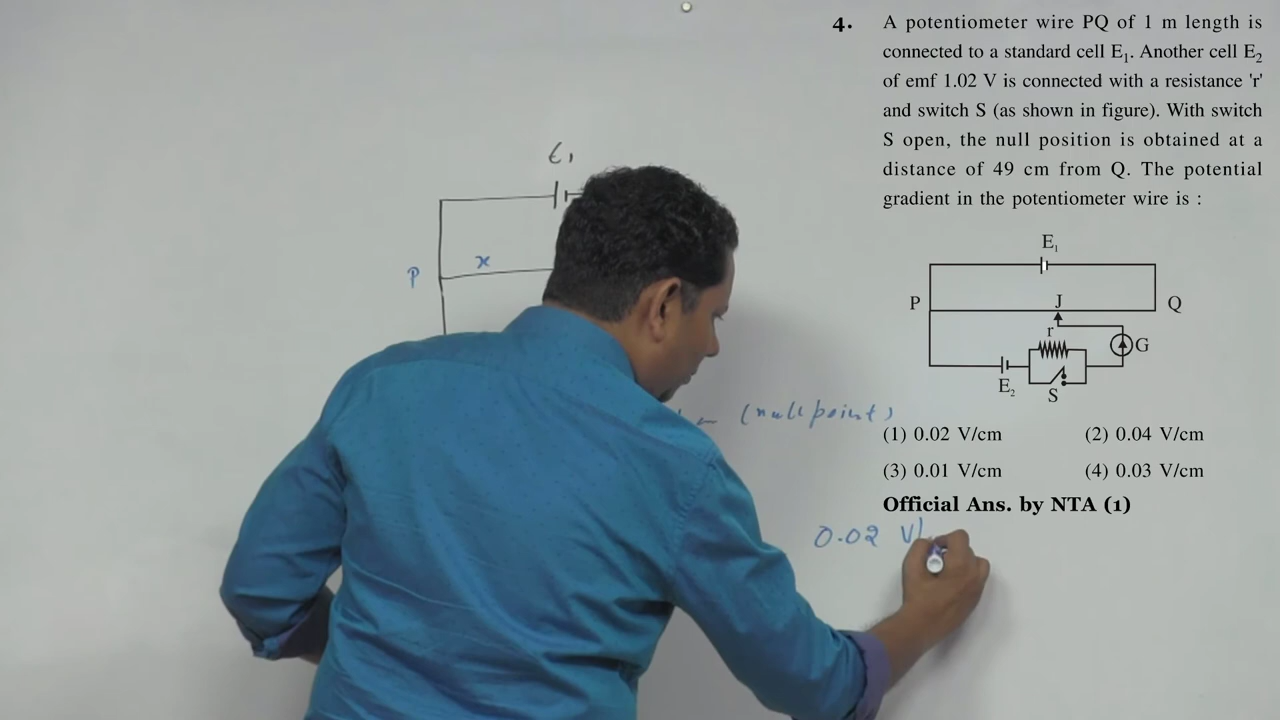 4. A potentiometer wire PQ of 1 m length is
connected to a standard cell E₁. Another cell E₂
of emf 1.02 V is connected with a resistance 'r'
and switch S (as shown in figure). With switch
S open, the null position is obtained at a
distance of 49 cm from Q. The potential
gradient in the potentiometer wire is :
E₁
P
J
Q
r
G
E₂
S
(1) 0.02 V/cm (2) 0.04 V/cm
(3) 0.01 V/cm (4) 0.03 V/cm
Official Ans. by NTA (1)
E₁
P
x
(null point)
0.02 V/